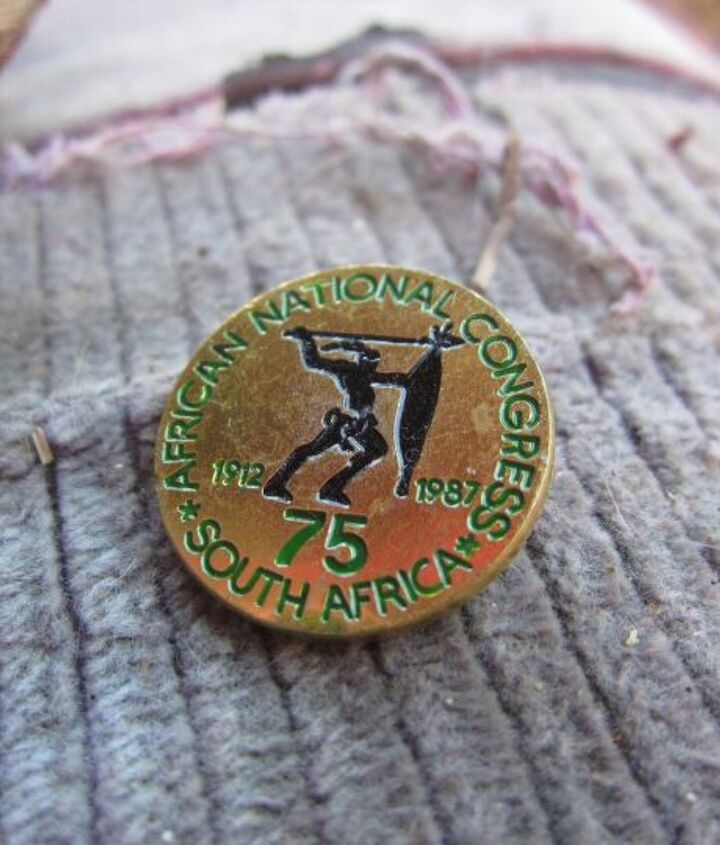 AFRICAN NATIONAL CONGRESS
1912 1987
75
* SOUTH AFRICA *